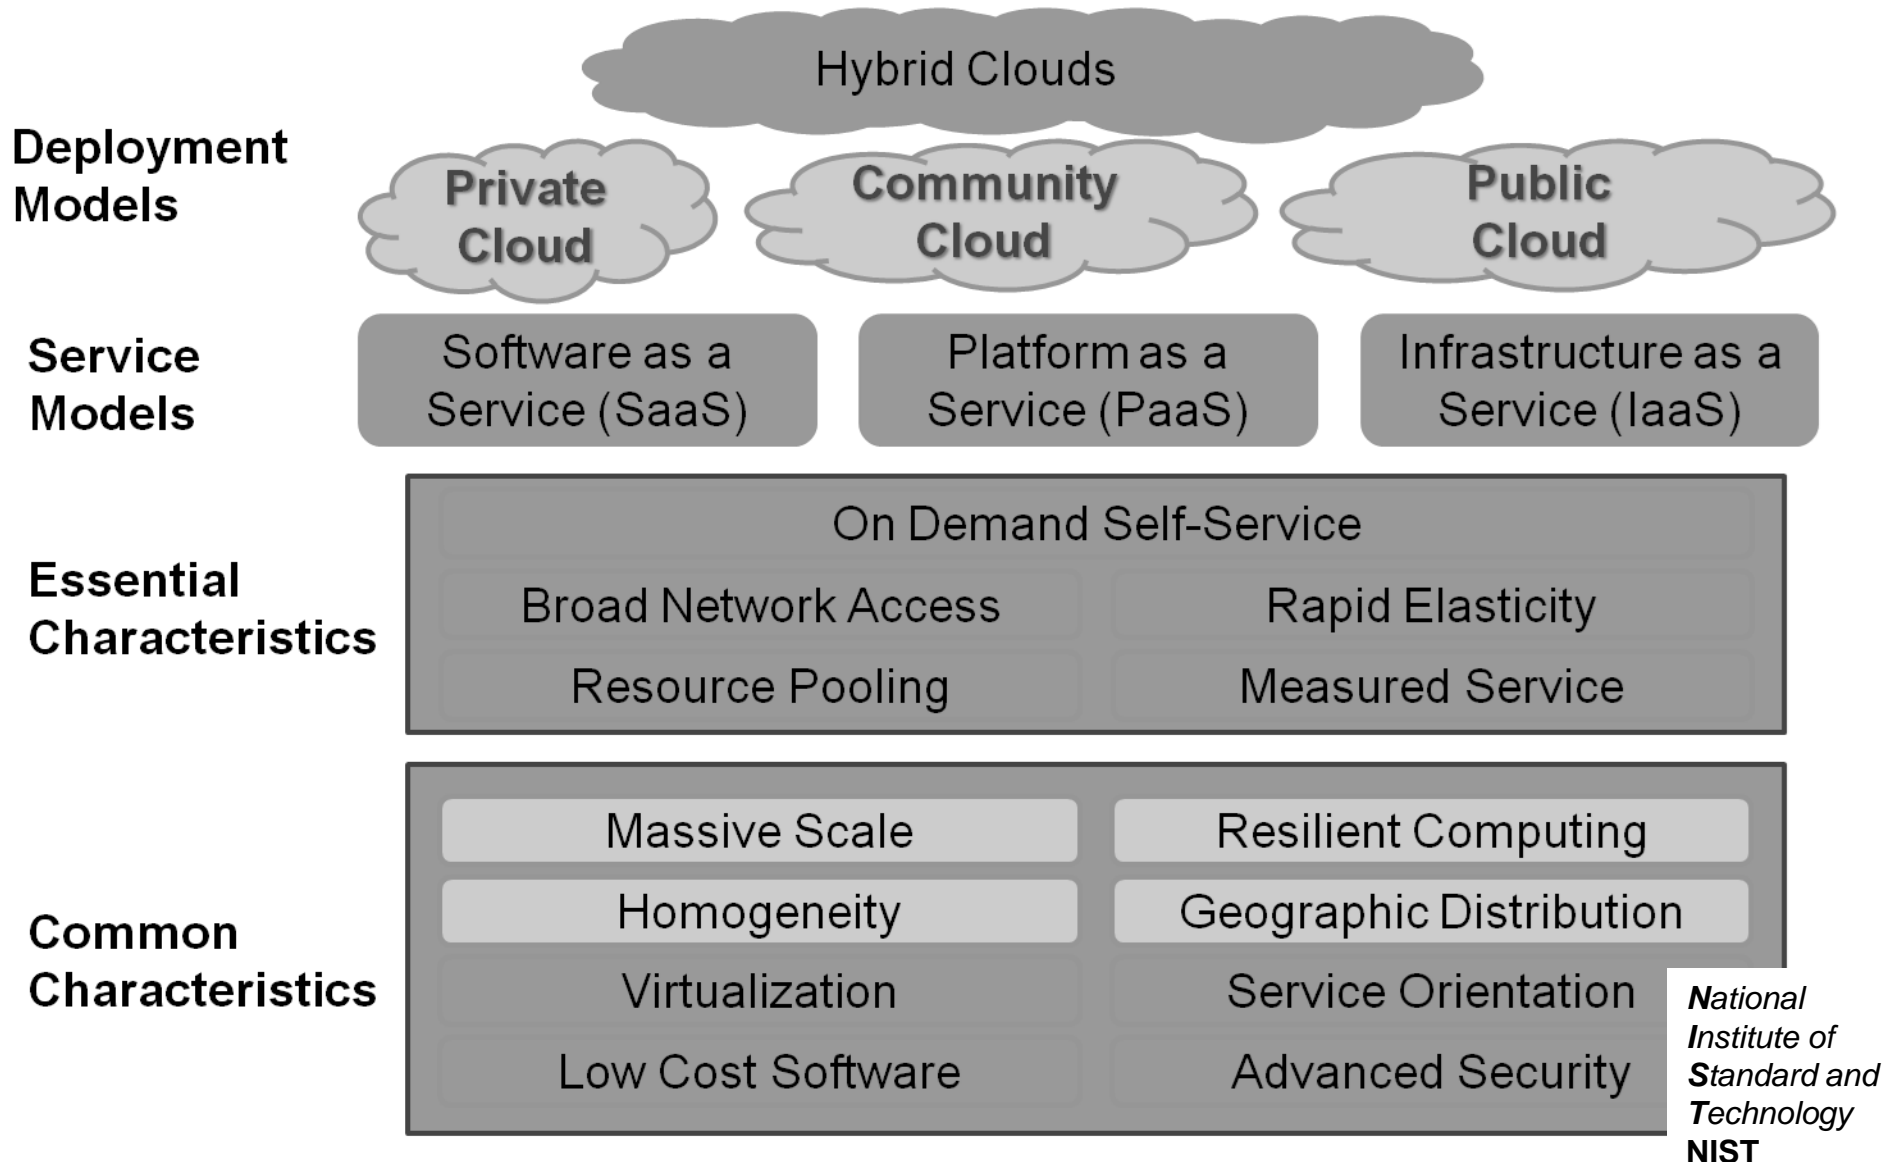 Hybrid Clouds
Deployment
Models
Private
Cloud
Community
Cloud
Public
Cloud
Service
Models
Software as a
Service (SaaS)
Platform as a
Service (PaaS)
Infrastructure as a
Service (IaaS)
Essential
Characteristics
On Demand Self-Service
Broad Network Access
Rapid Elasticity
Resource Pooling
Measured Service
Common
Characteristics
Massive Scale
Resilient Computing
Homogeneity
Geographic Distribution
Virtualization
Service Orientation
Low Cost Software
Advanced Security
National
Institute of
Standard and
Technology
NIST